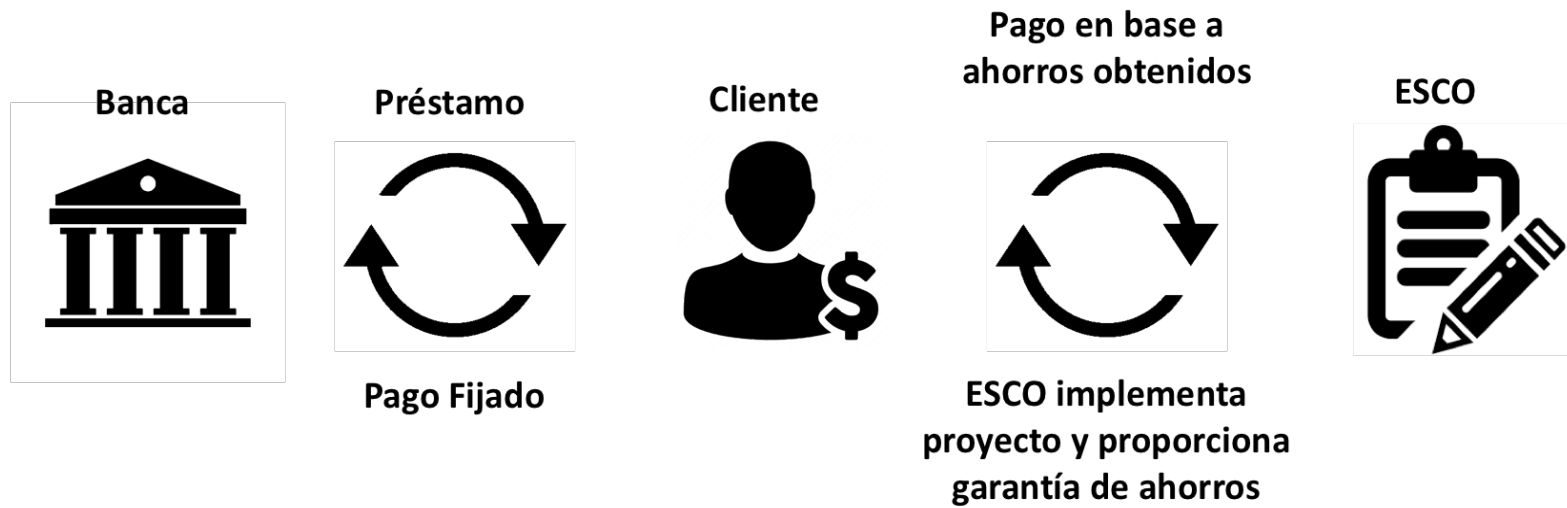 Banca
Préstamo
Pago Fijado
Cliente
Pago en base a
ahorros obtenidos
ESCO implementa
proyecto y proporciona
garantía de ahorros
ESCO